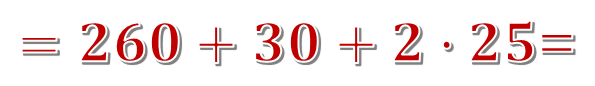 = 260 + 30 + 2 · 25=